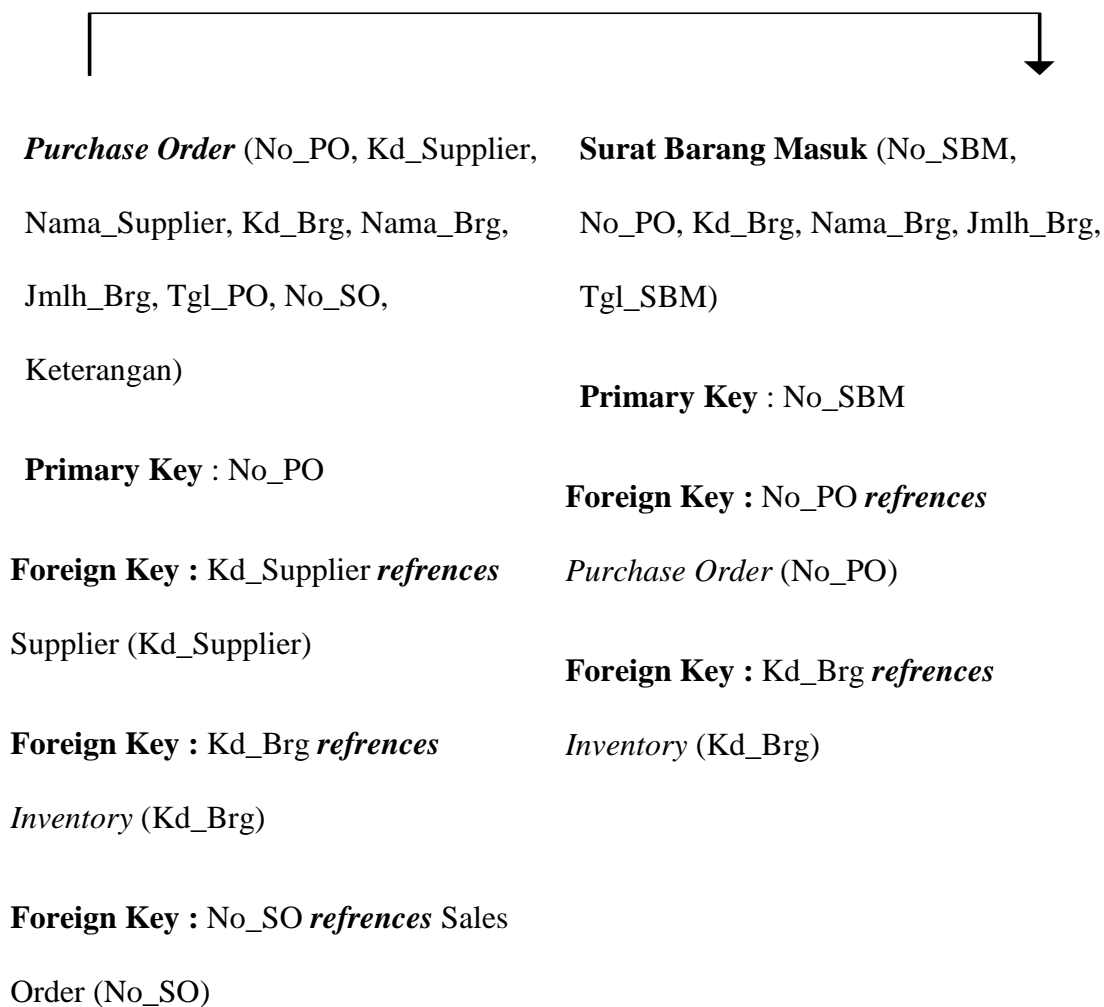 Purchase Order (No_PO, Kd_Supplier,
Nama_Supplier, Kd_Brg, Nama_Brg,
Jmlh_Brg, Tgl_PO, No_SO,
Keterangan)
Primary Key : No_PO
Foreign Key : Kd_Supplier refrences
Supplier (Kd_Supplier)
Foreign Key : Kd_Brg refrences
Inventory (Kd_Brg)
Foreign Key : No_SO refrences Sales
Order (No_SO)
Surat Barang Masuk (No_SBM,
No_PO, Kd_Brg, Nama_Brg, Jmlh_Brg,
Tgl_SBM)
Primary Key : No_SBM
Foreign Key : No_PO refrences
Purchase Order (No_PO)
Foreign Key : Kd_Brg refrences
Inventory (Kd_Brg)